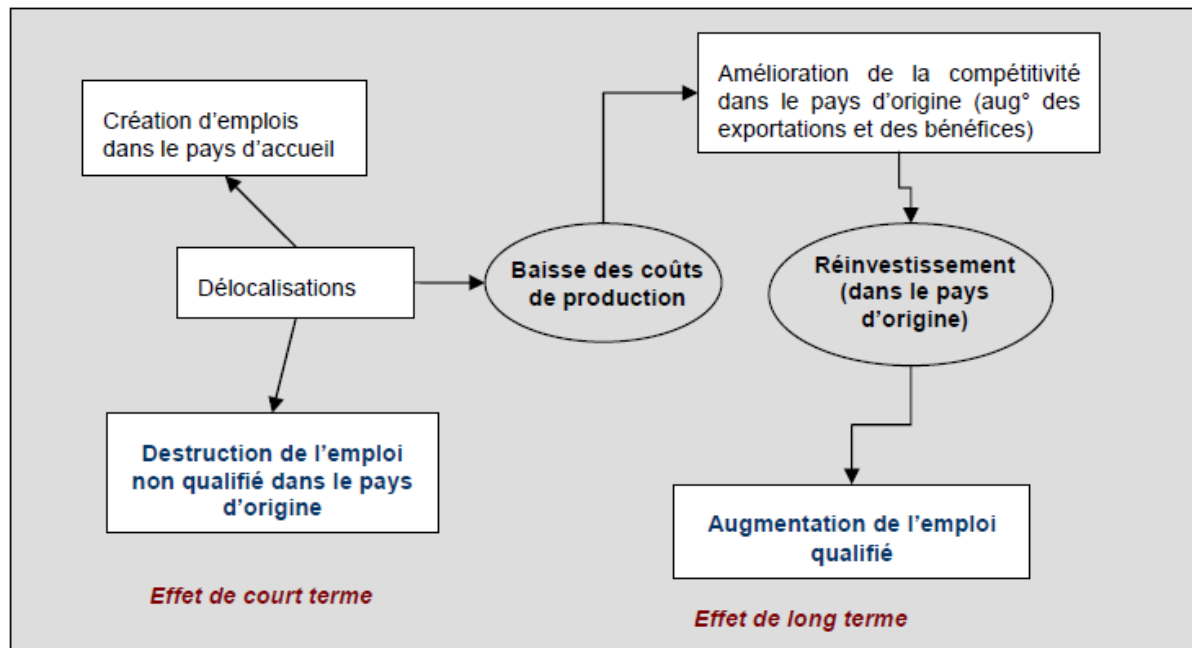 Création d’emplois
dans le pays d’accueil
Délocalisations
Destruction de l’emploi
non qualifié dans le pays
d’origine
Effet de court terme
Baisse des coûts
de production
Amélioration de la compétitivité
dans le pays d’origine (aug° des
exportations et des bénéfices)
Réinvestissement
(dans le pays
d’origine)
Augmentation de l’emploi
qualifié
Effet de long terme